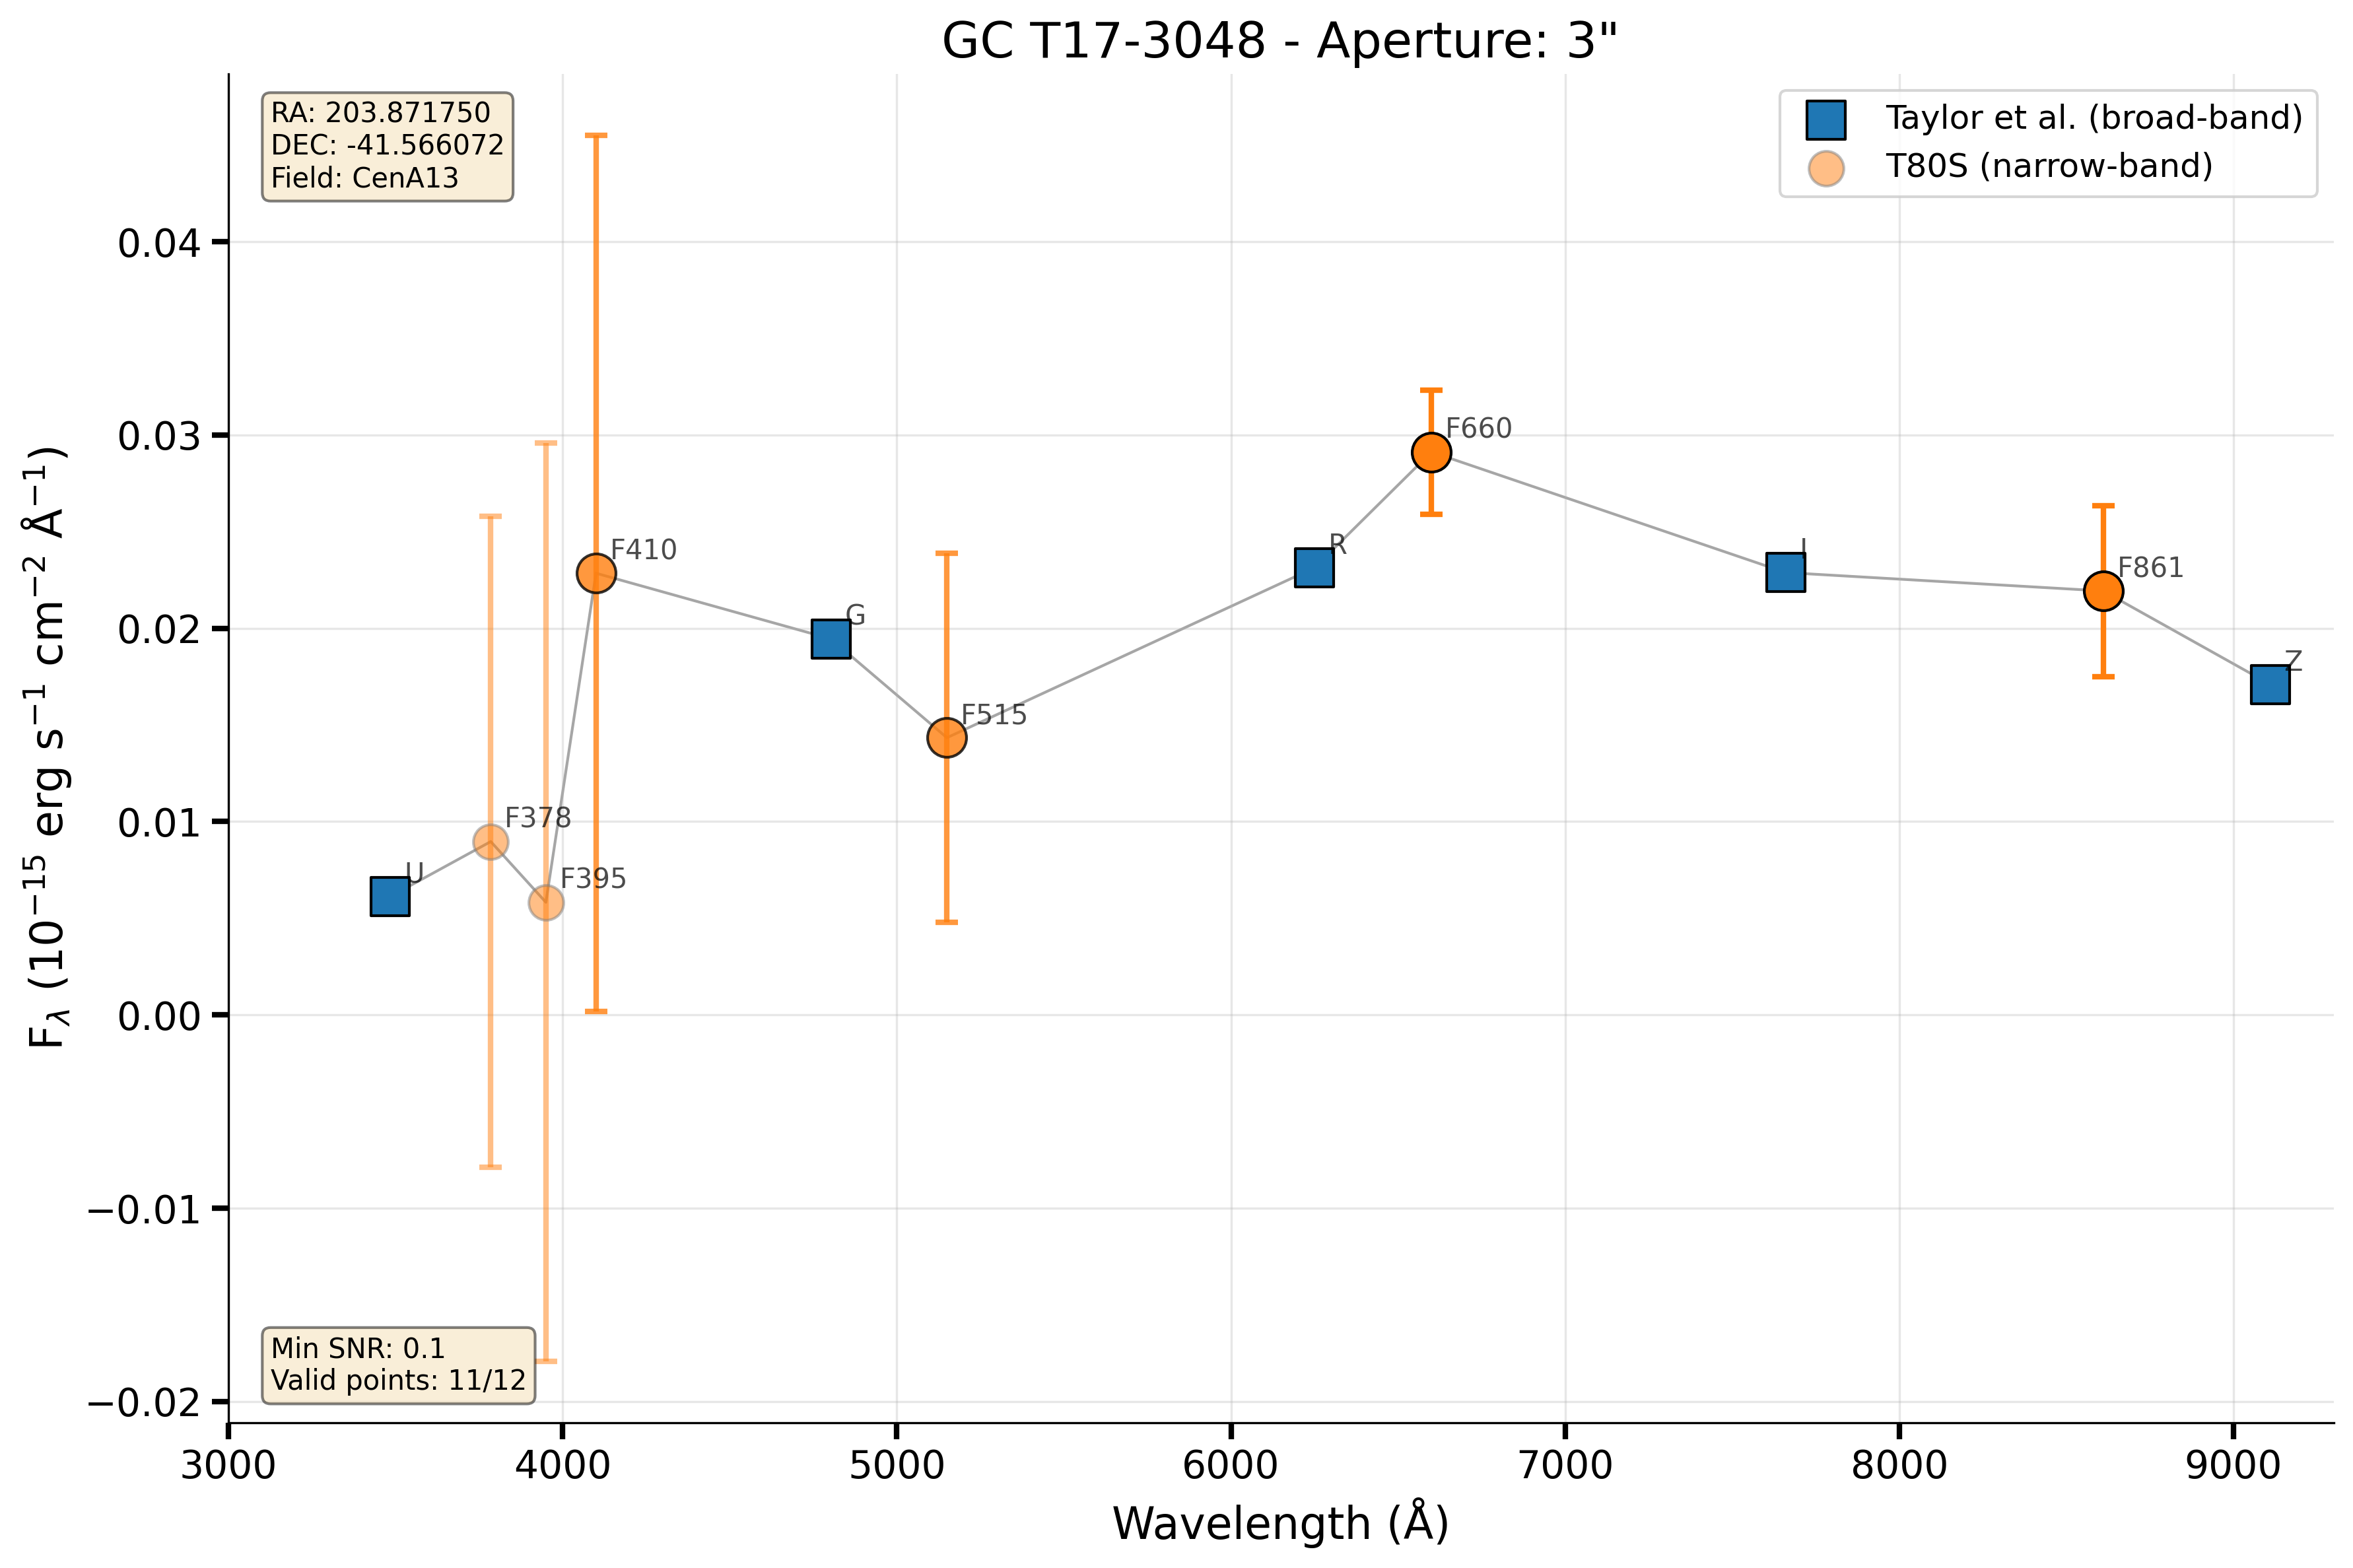 GC T17-3048 - Aperture: 3"
RA: 203.871750
DEC: -41.566072
Field: CenA13
Taylor et al. (broad-band)
T80S (narrow-band)
F_λ (10⁻¹⁵ erg s⁻¹ cm⁻² Å⁻¹)
0.04
0.03
0.02
0.01
0.00
−0.01
−0.02
U
F378
F395
F410
G
F515
R
F660
I
F861
Z
Min SNR: 0.1
Valid points: 11/12
3000
4000
5000
6000
7000
8000
9000
Wavelength (Å)